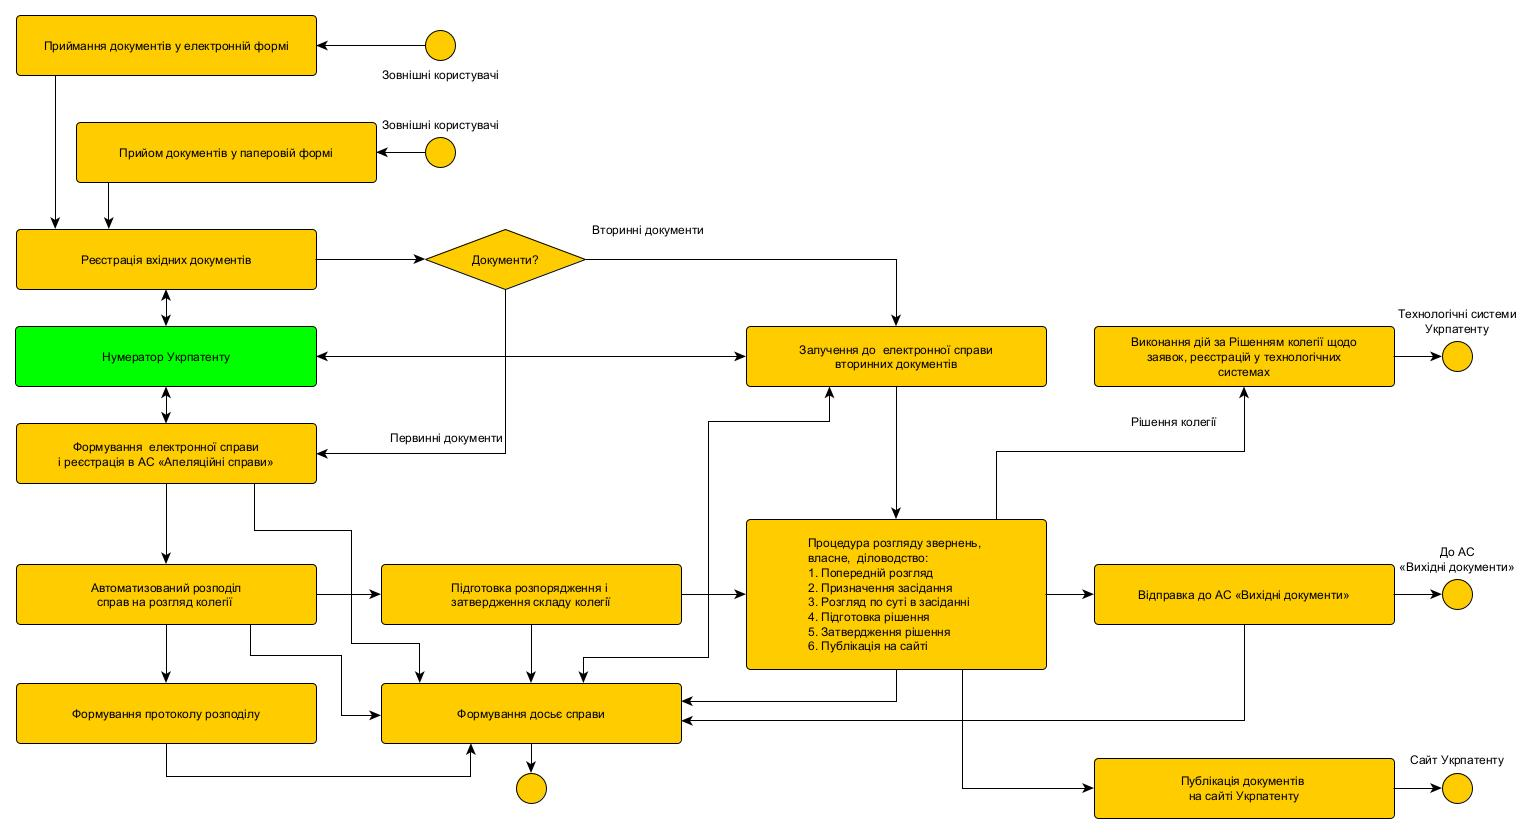 Приймання документів у електронній формі
Зовнішні користувачі
Зовнішні користувачі
Прийом документів у паперовій формі
Вторинні документи
Реєстрація вхідних документів
Документи?
Технологічні системи
Укрпатенту
Нумератор Укрпатенту
Залучення до електронної справи
вторинних документів
Виконання дій за Рішенням колегії щодо
заявок, реєстрацій у технологічних
системах
Рішення колегії
Первинні документи
Формування електронної справи
і реєстрація в АС «Апеляційні справи»
Процедура розгляду звернень,
власне, діловодство:
1. Попередній розгляд
2. Призначення засідання
3. Розгляд по суті в засіданні
4. Підготовка рішення
5. Затвердження рішення
6. Публікація на сайті
До АС
«Вихідні документи»
Автоматизований розподіл
справ на розгляд колегії
Підготовка розпорядження і
затвердження складу колегії
Відправка до АС «Вихідні документи»
Формування протоколу розподілу
Формування досьє справи
Сайт Укрпатенту
Публікація документів
на сайті Укрпатенту